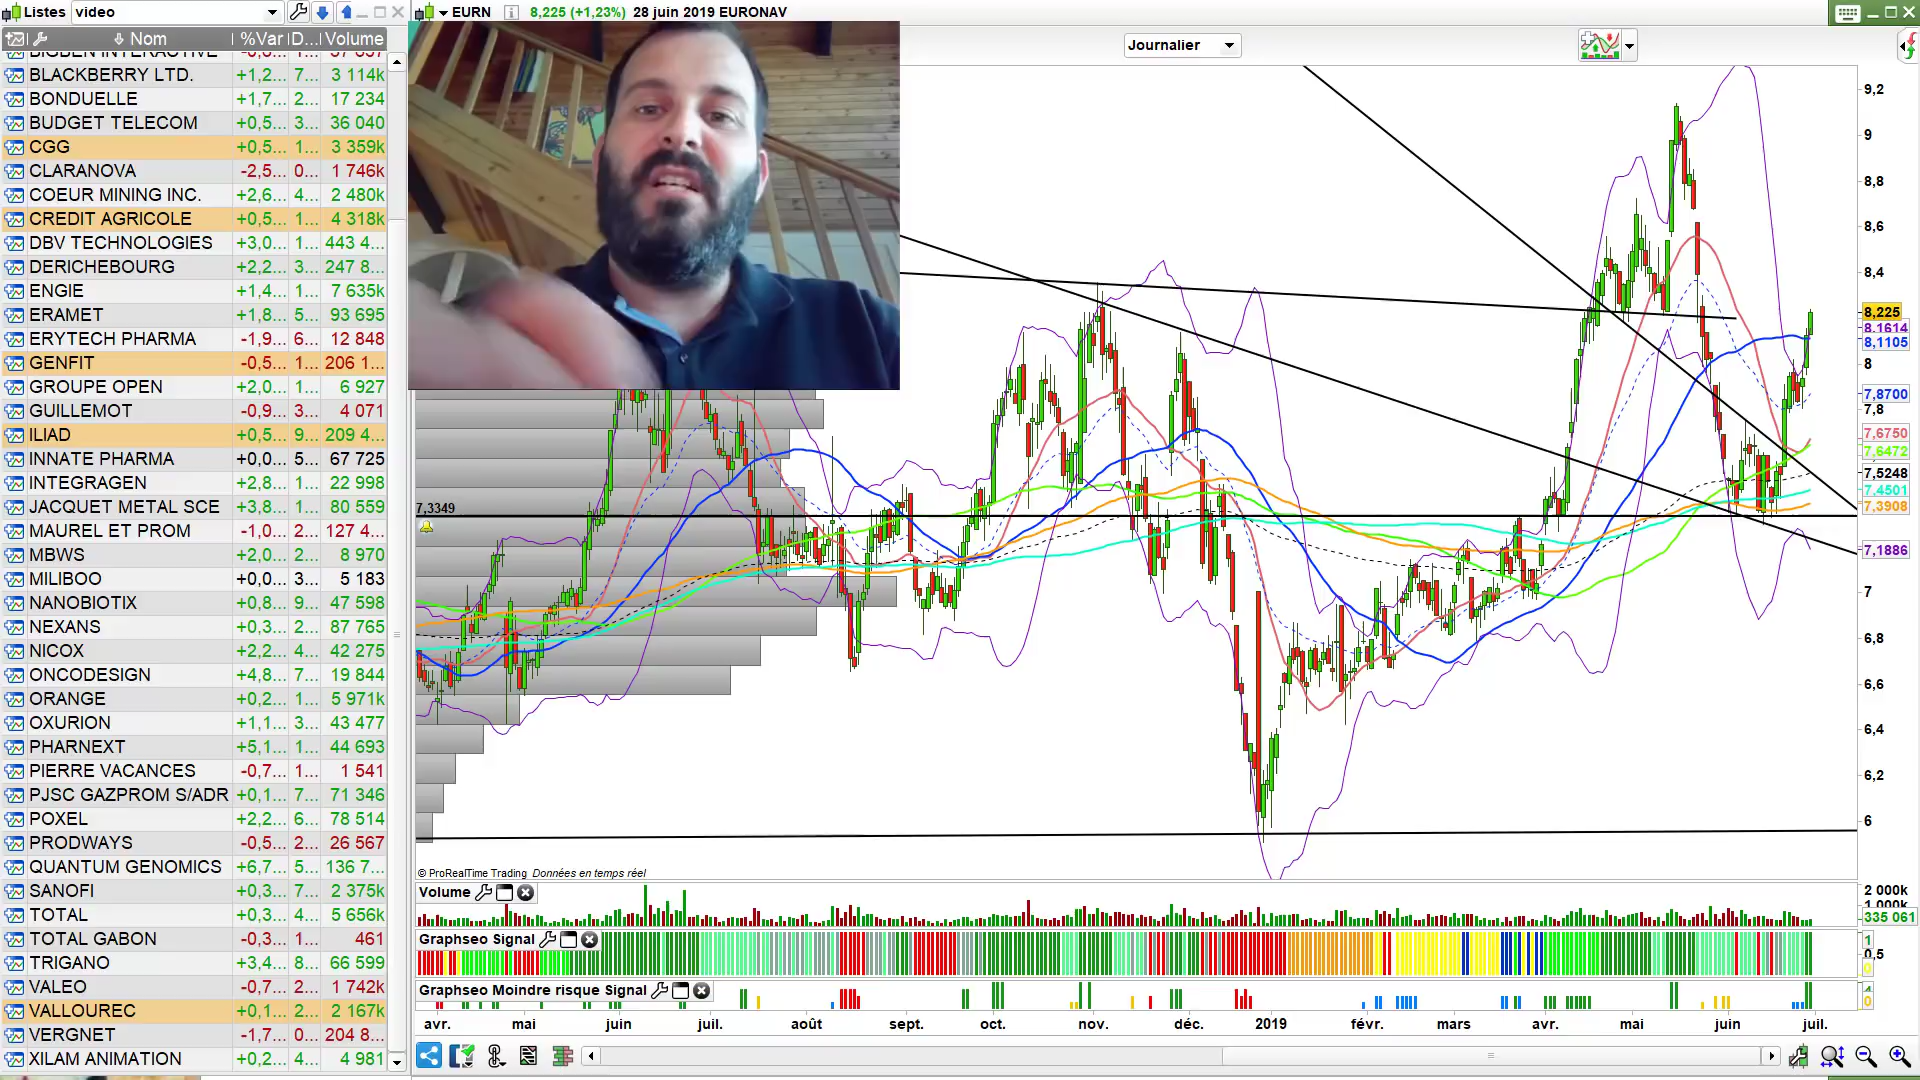 Listes video
EURN 8,225 (+1,23%) 28 juin 2019 EURONAV
Nom %Var D... Volume
Journalier
BLACKBERRY LTD. +1,2... 7... 3 114k
BONDUELLE +1,7... 2... 17 234
BUDGET TELECOM +0,5... 3... 36 040
CGG +0,5... 1... 3 359k
CLARANOVA -2,5... 0... 1 746k
COEUR MINING INC. +2,6... 4... 2 480k
CREDIT AGRICOLE +0,5... 1... 4 318k
DBV TECHNOLOGIES +3,0... 1... 443 4...
DERICHEBOURG +2,2... 3... 247 8...
ENGIE +1,4... 1... 7 635k
ERAMET +1,8... 5... 93 695
ERYTECH PHARMA -1,9... 6... 12 848
GENFIT -0,5... 1... 206 1...
GROUPE OPEN +2,0... 1... 6 927
GUILLEMOT -0,9... 3... 4 071
ILIAD +0,5... 9... 209 4...
INNATE PHARMA +0,0... 5... 67 725
INTEGRAGEN +2,8... 1... 22 998
JACQUET METAL SCE +3,8... 1... 80 559
MAUREL ET PROM -1,0... 2... 127 4...
MBWS +2,0... 2... 8 970
MILIBOO +0,0... 3... 5 183
NANOBIOTIX +0,8... 9... 47 598
NEXANS +0,3... 2... 87 765
NICOX +2,2... 4... 42 275
ONCODESIGN +4,8... 7... 19 844
ORANGE +0,2... 1... 5 971k
OXURION +1,1... 3... 43 477
PHARNEXT +5,1... 1... 44 693
PIERRE VACANCES -0,7... 1... 1 541
PJSC GAZPROM S/ADR +0,1... 7... 71 346
POXEL +2,2... 6... 78 514
PRODWAYS -0,5... 2... 26 567
QUANTUM GENOMICS +6,7... 5... 136 7...
SANOFI +0,3... 7... 2 375k
TOTAL +0,3... 4... 5 656k
TOTAL GABON -0,3... 1... 461
TRIGANO +3,4... 8... 66 599
VALEO -0,7... 2... 1 742k
VALLOUREC +0,1... 2... 2 167k
VERGNET -1,7... 0... 204 8...
XILAM ANIMATION +0,2... 4... 4 981
9,2
9
8,8
8,6
8,4
8,225
8,1614
8,1105
8
7,8700
7,8
7,6750
7,6472
7,5248
7,4501
7,3908
7,1886
7
6,8
6,6
6,4
6,2
6
7,3349
© ProRealTime Trading Données en temps réel
Volume
2 000k
1 000k
335 061
Graphseo Signal
1
0,5
0
Graphseo Moindre risque Signal
0
avr. mai juin juil. août sept. oct. nov. déc. 2019 févr. mars avr. mai juin juil.